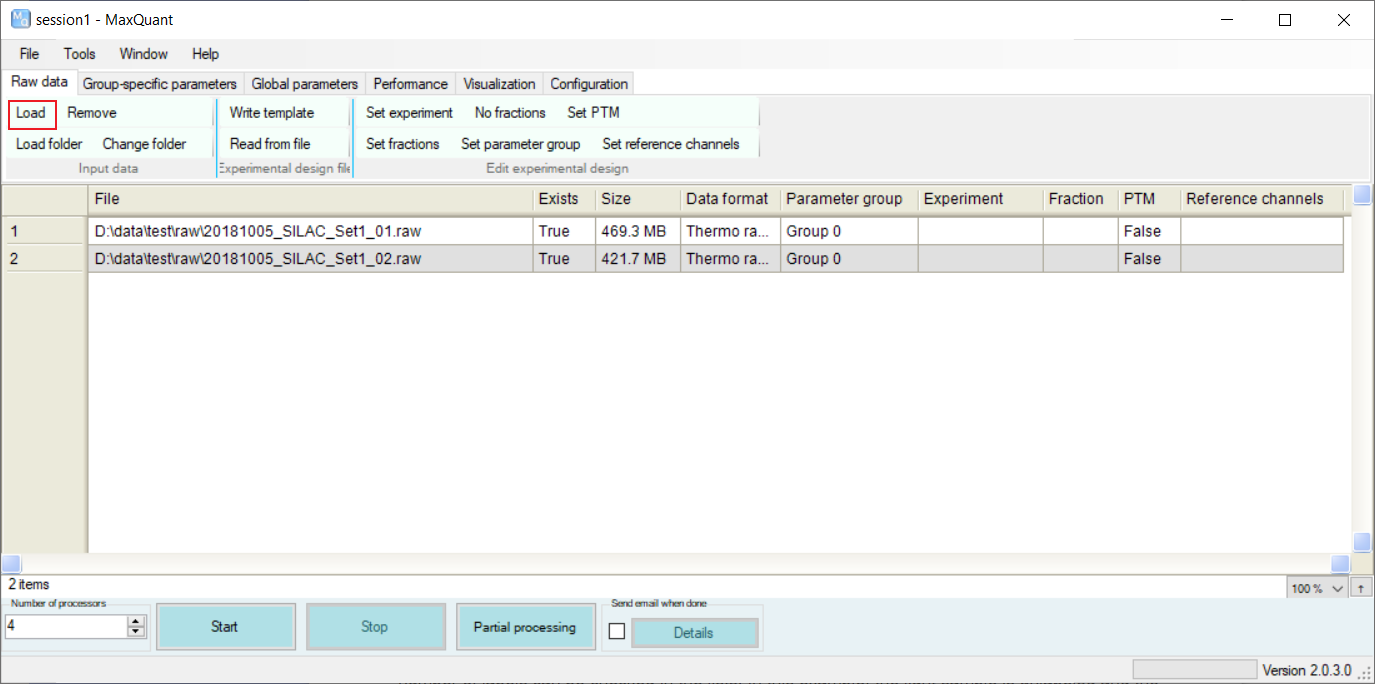 session1 - MaxQuant
File Tools Window Help
Raw data Group-specific parameters Global parameters Performance Visualization Configuration
Load Remove Write template Set experiment No fractions Set PTM
Load folder Change folder Read from file Set fractions Set parameter group Set reference channels
Input data Experimental design file Edit experimental design
File Exists Size Data format Parameter group Experiment Fraction PTM Reference channels
1 D:\data\test\raw\20181005_SILAC_Set1_01.raw True 469.3 MB Thermo ra... Group 0 False
2 D:\data\test\raw\20181005_SILAC_Set1_02.raw True 421.7 MB Thermo ra... Group 0 False
2 items 100 %
Number of processors Send email when done
4 Start Stop Partial processing Details
Version 2.0.3.0